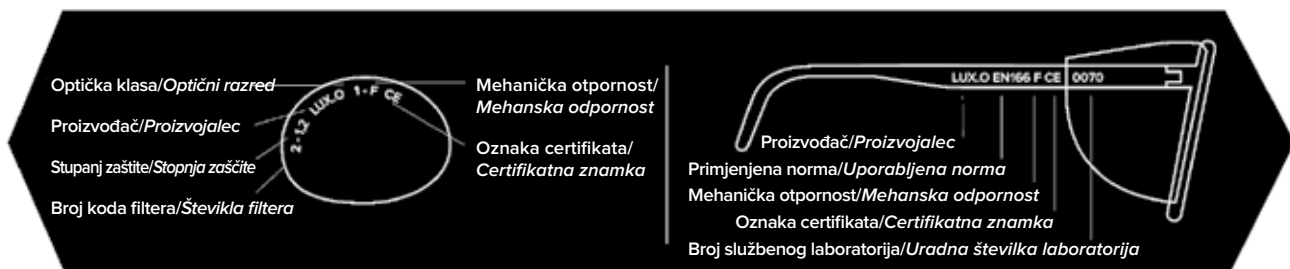 Optička klasa/Optični razred
Proizvođač/Proizvojalec
Stupanj zaštite/Stopnja zaščite
Broj koda filtera/Števikla filtera
2-1,2 LUX.O 1-F CE
Mehanička otpornost/
Mehanska odpornost
Oznaka certifikata/
Certifikatna znamka
LUX.O EN166 F CE 0070
Proizvođač/Proizvojalec
Primjenjena norma/Uporabljena norma
Mehanička otpornost/Mehanska odpornost
Oznaka certifikata/Certifikatna znamka
Broj službenog laboratorija/Uradna številka laboratorija